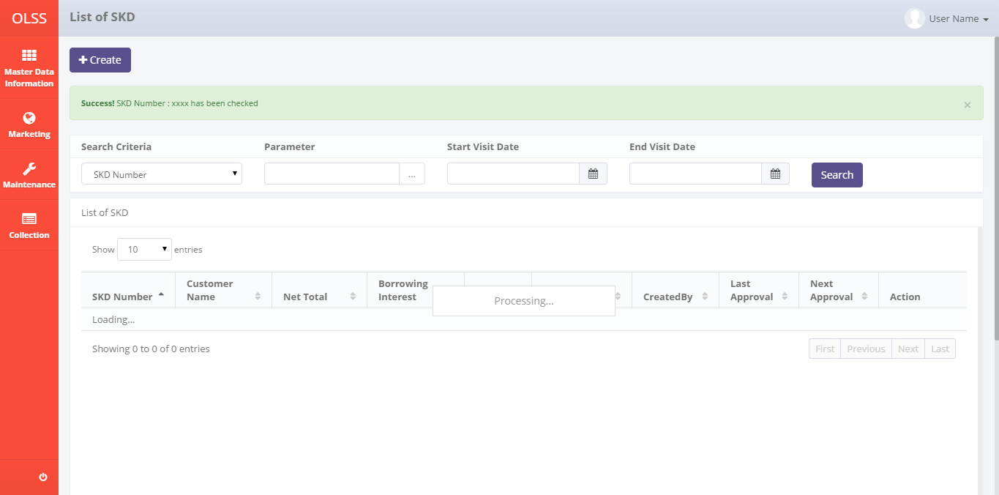 OLSS
List of SKD
User Name
Master Data
Information
Marketing
Maintenance
Collection
Create
Success! SKD Number : xxxx has been checked
×
Search Criteria Parameter Start Visit Date End Visit Date
SKD Number ... Search
List of SKD
Show 10 entries
SKD Number
Customer
Name
Net Total
Borrowing
Interest
Processing...
CreatedBy
Last
Approval
Next
Approval
Action
Loading...
Showing 0 to 0 of 0 entries
First Previous Next Last